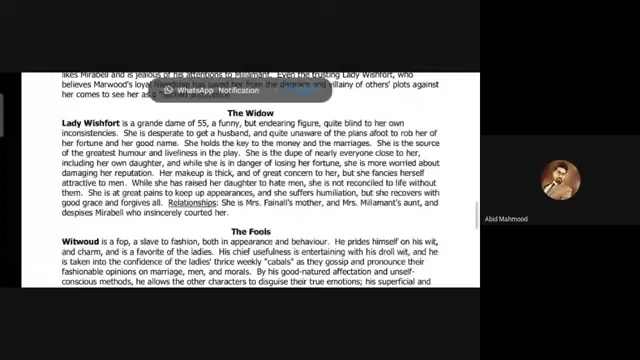 likes Mirabell and is jealous of his attentions to Millamant. Even the trusting Lady Wishfort, who
believes Marwood's loyal friendship has saved her from the disgrace and villainy of others' plots against
her comes to see her as a
WhatsApp · Notification
The Widow
Lady Wishfort is a grande dame of 55, a funny, but endearing figure, quite blind to her own
inconsistencies. She is desperate to get a husband, and quite unaware of the plans afoot to rob her of
her fortune and her good name. She holds the key to the money and the marriages. She is the source
of the greatest humour and liveliness in the play. She is the dupe of nearly everyone close to her,
including her own daughter, and while she is in danger of losing her fortune, she is more worried about
damaging her reputation. Her makeup is thick, and of great concern to her, but she fancies herself
attractive to men. While she has raised her daughter to hate men, she is not reconciled to life without
them. She is at great pains to keep up appearances, and she suffers humiliation, but she recovers with
good grace and forgives all. Relationships: She is Mrs. Fainall's mother, and Mrs. Millamant's aunt, and
despises Mirabell who insincerely courted her.
Abid Mahmood
The Fools
Witwoud is a fop, a slave to fashion, both in appearance and behaviour. He prides himself on his wit,
and charm, and is a favorite of the ladies. His chief usefulness is entertaining with his droll wit, and he
is taken into the confidence of the ladies' thrice weekly "cabals" as they gossip and pronounce their
fashionable opinions on marriage, men, and morals. By his good-natured affectation and unself-
conscious methods, he allows the other characters to disguise their true emotions; his superficial and